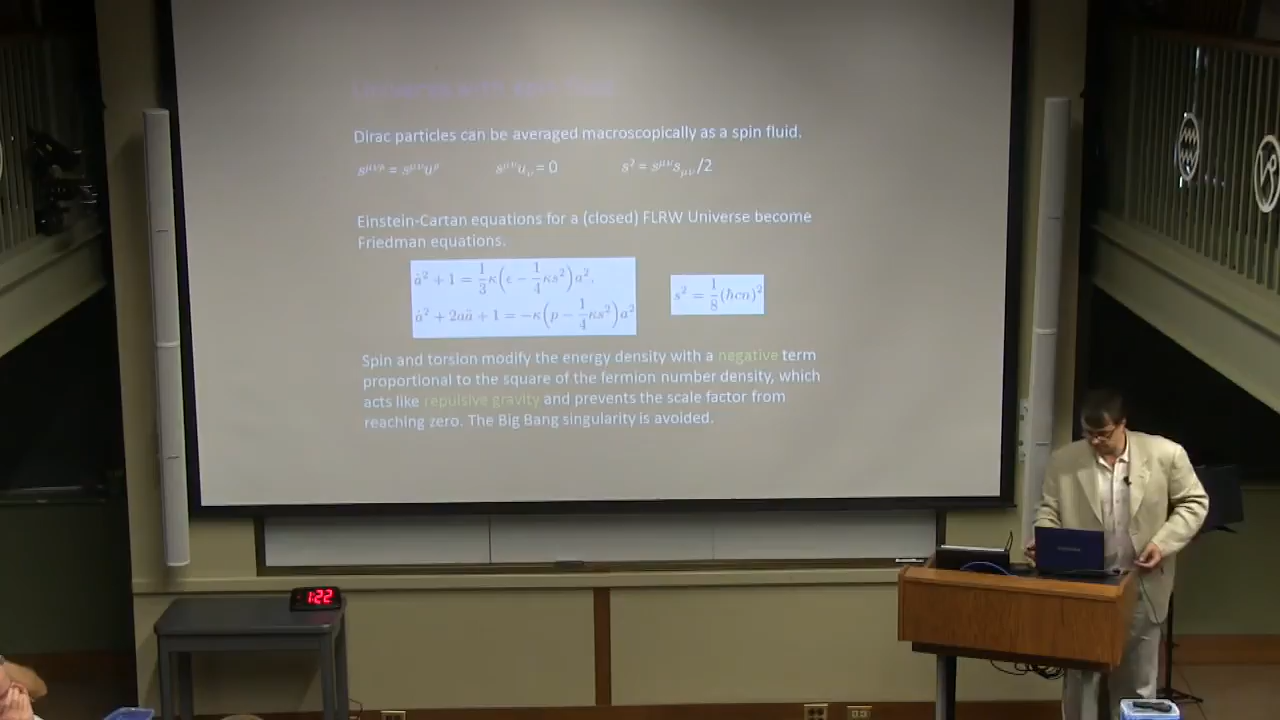 Dirac particles can be averaged macroscopically as a spin fluid.
s^{μνρ} = s^{μν}u^ρ s^{μν}u_ν = 0 s² = s^{μν}s_{μν}/2
Einstein-Cartan equations for a (closed) FLRW Universe become
Friedman equations.
ȧ² + 1 = 1/3 κ(ϵ − 1/4 κs²)a²,
ȧ² + 2aä + 1 = −κ(p − 1/4 κs²)a²
s² = 1/8 (ħcn)²
Spin and torsion modify the energy density with a negative term
proportional to the square of the fermion number density, which
acts like repulsive gravity and prevents the scale factor from
reaching zero. The Big Bang singularity is avoided.
1:22